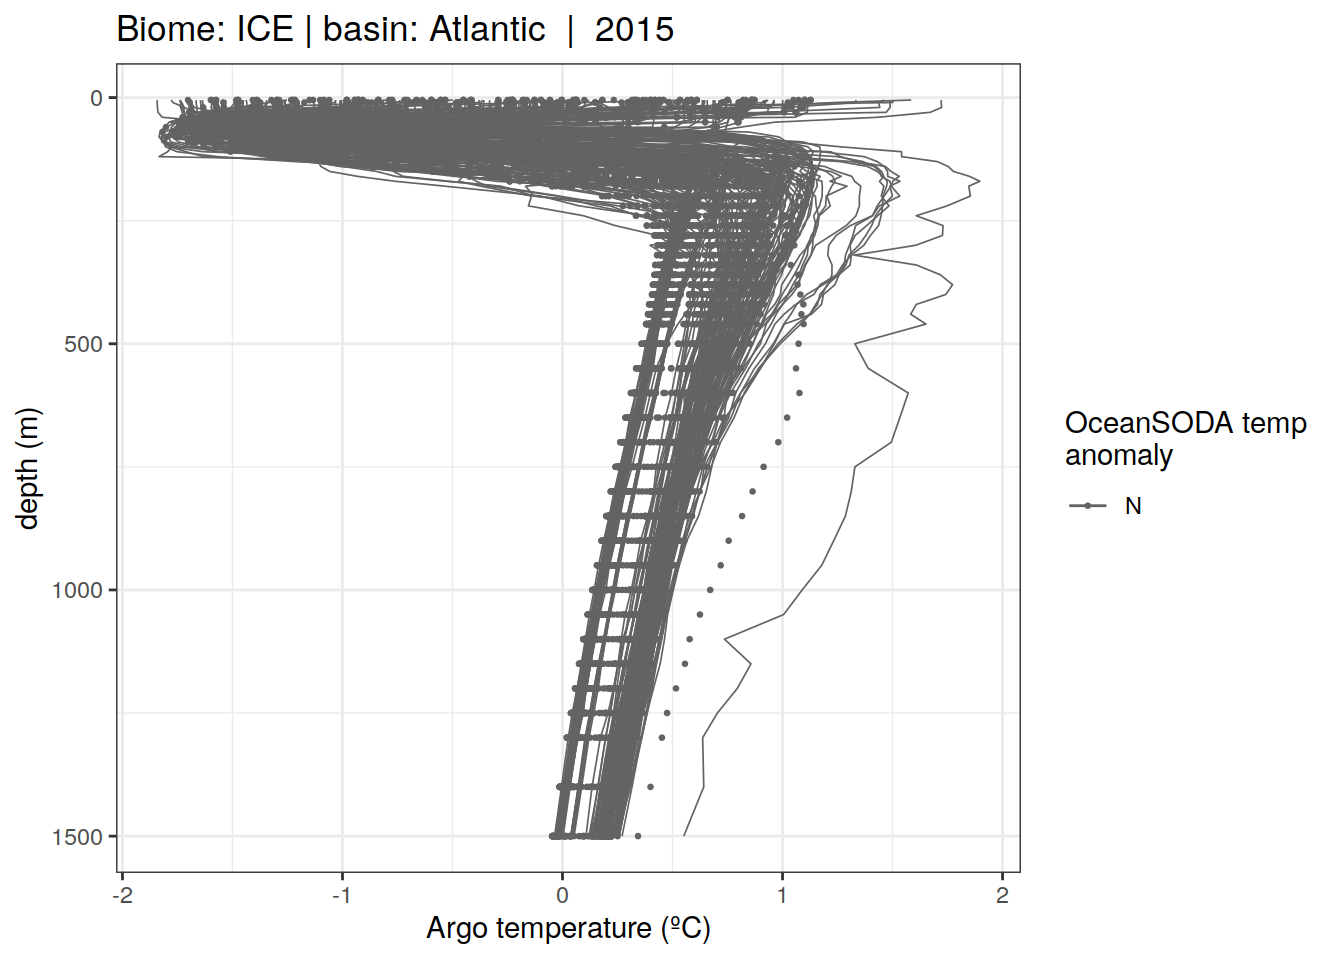 Biome: ICE | basin: Atlantic  |  2015
0
500
1000
1500
depth (m)
-2
-1
0
1
2
Argo temperature (ºC)
OceanSODA temp
anomaly
N